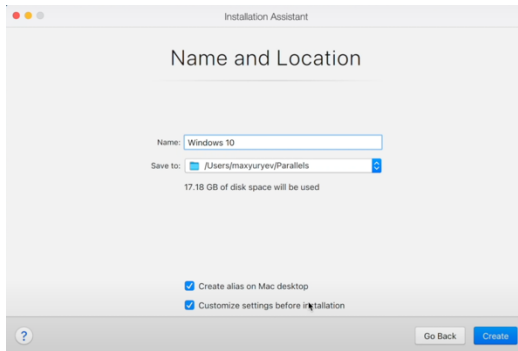 Installation Assistant
Name and Location
Name: Windows 10
Save to: /Users/maxyuryev/Parallels
17.18 GB of disk space will be used
Create alias on Mac desktop
Customize settings before installation
? Go Back Create